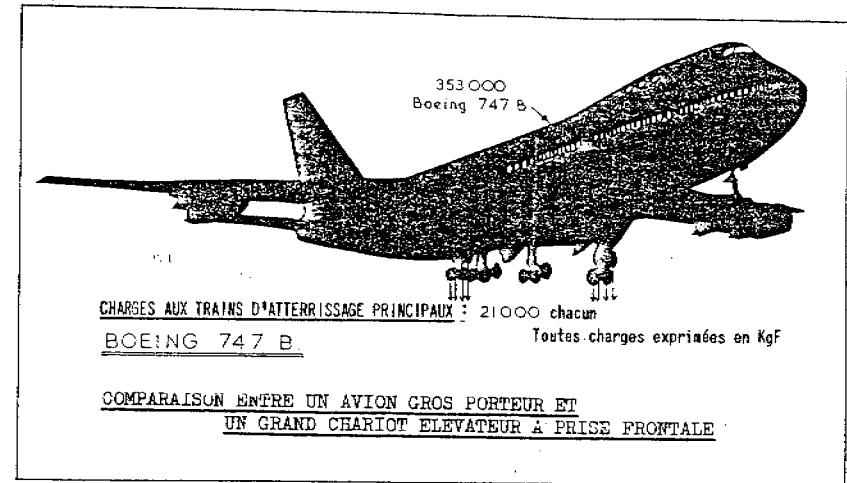 353 000
Boeing 747 B
CHARGES AUX TRAINS D'ATTERRISSAGE PRINCIPAUX : 21000 chacun
Toutes charges exprimées en KgF
BOEING 747 B
COMPARAISON ENTRE UN AVION GROS PORTEUR ET
UN GRAND CHARIOT ELEVATEUR A PRISE FRONTALE